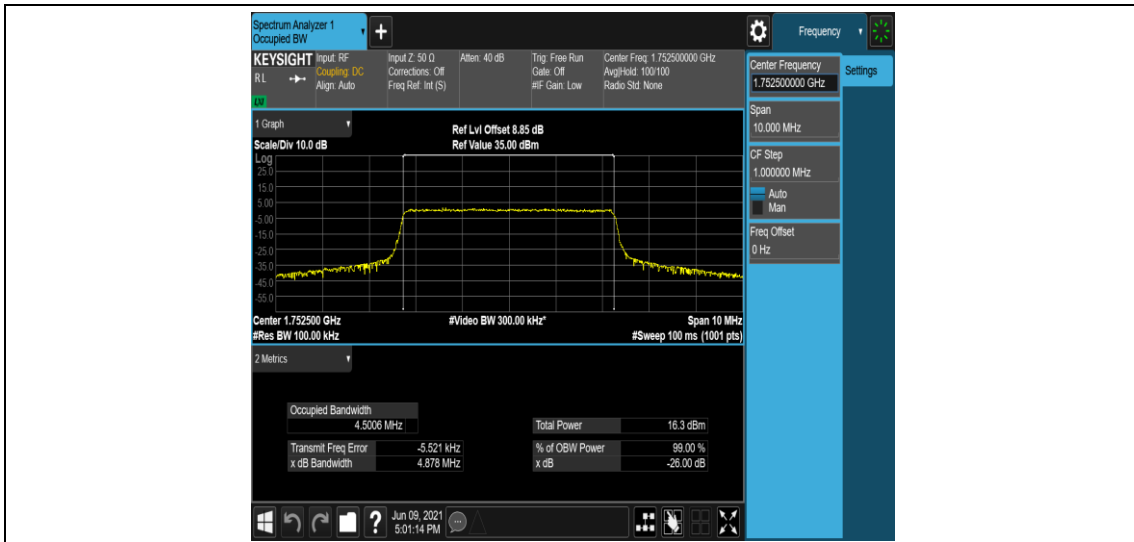 Spectrum Analyzer 1
Occupied BW
+
Frequency
KEYSIGHT
RL
LXI
Input: RF
Coupling: DC
Align: Auto
Input Z: 50 Ω
Corrections: Off
Freq Ref: Int (S)
Atten: 40 dB
Trig: Free Run
Gate: Off
#IF Gain: Low
Center Freq: 1.752500000 GHz
Avg|Hold: 100/100
Radio Std: None
Center Frequency
1.752500000 GHz
Settings
Span
10.000 MHz
CF Step
1.000000 MHz
Auto
Man
Freq Offset
0 Hz
1 Graph
Scale/Div 10.0 dB
Ref Lvl Offset 8.85 dB
Ref Value 35.00 dBm
Log
25.0
15.0
5.00
-5.00
-15.0
-25.0
-35.0
-45.0
-55.0
Center 1.752500 GHz
#Video BW 300.00 kHz*
Span 10 MHz
#Res BW 100.00 kHz
#Sweep 100 ms (1001 pts)
2 Metrics
Occupied Bandwidth
4.5006 MHz
Total Power 16.3 dBm
Transmit Freq Error -5.521 kHz
% of OBW Power 99.00 %
x dB Bandwidth 4.878 MHz
x dB -26.00 dB
?
Jun 09, 2021
5:01:14 PM